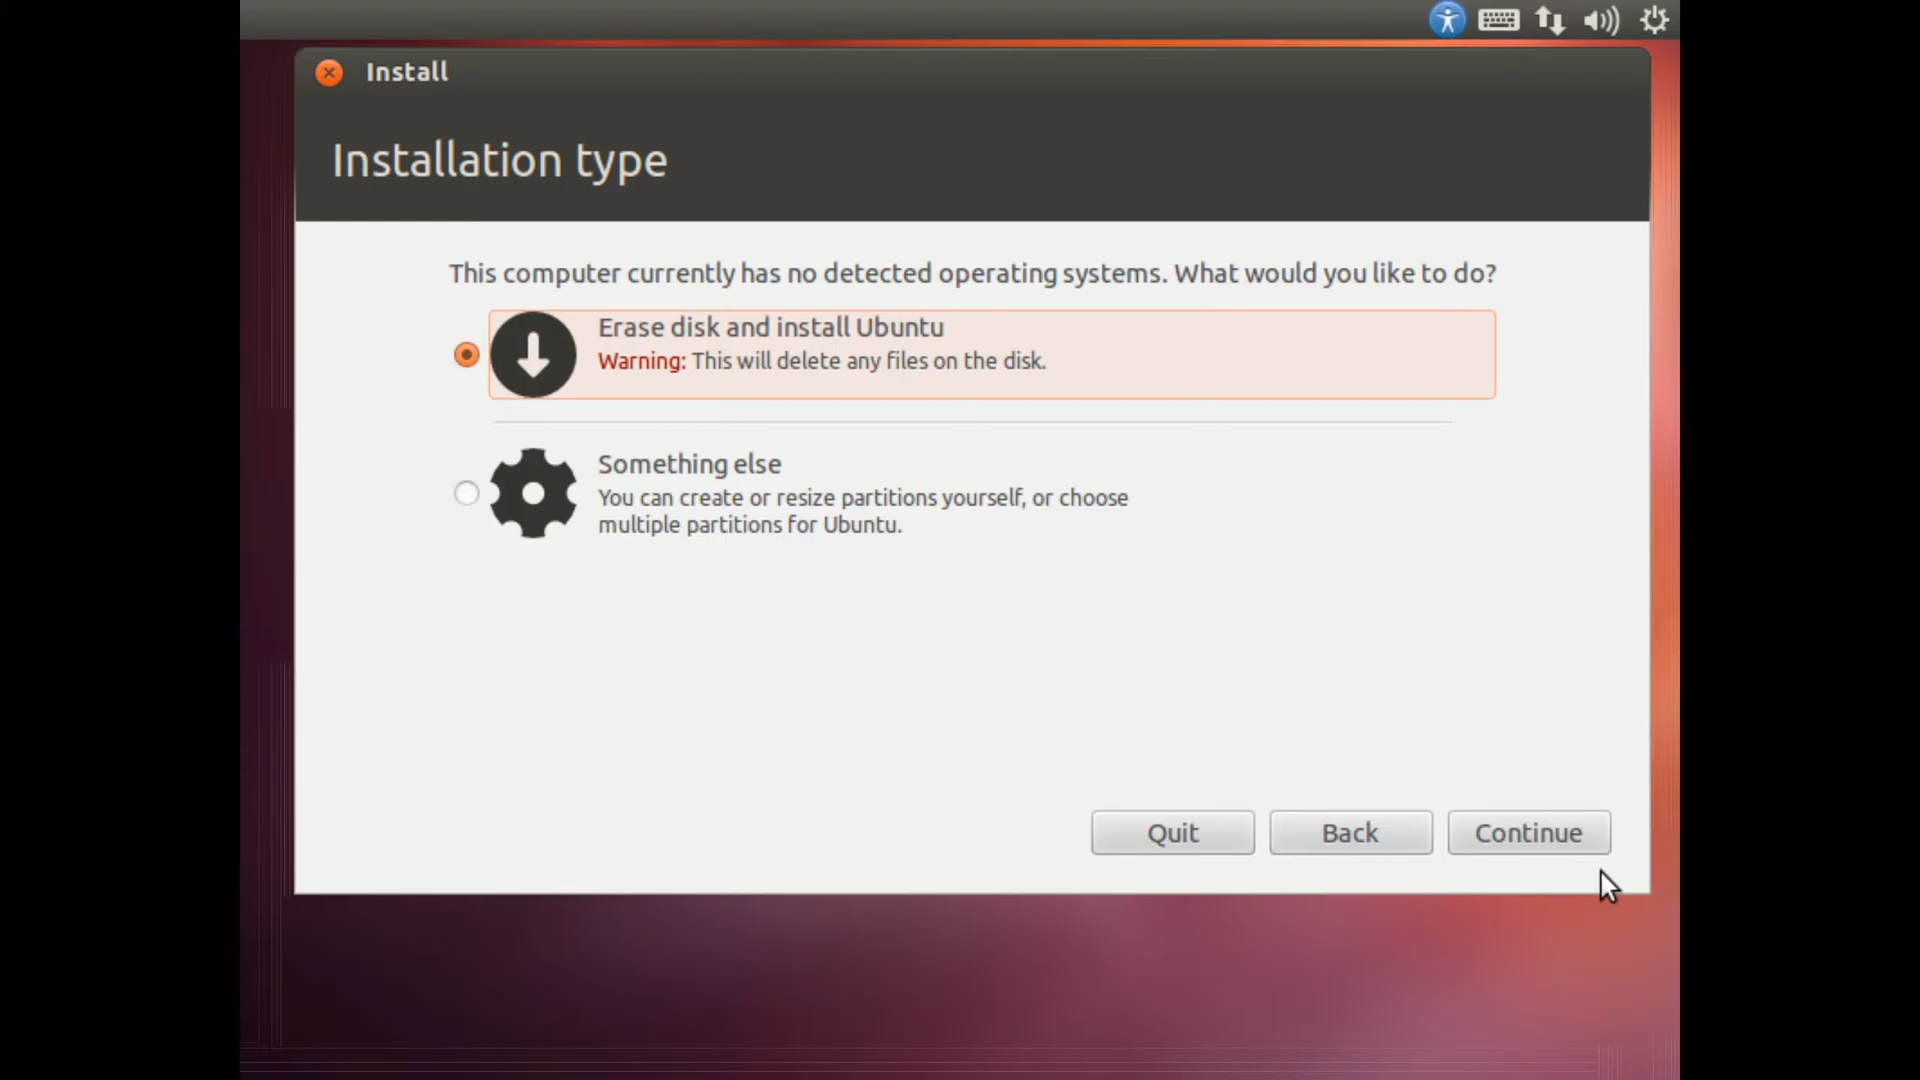 Install
Installation type
This computer currently has no detected operating systems. What would you like to do?
Erase disk and install Ubuntu
Warning: This will delete any files on the disk.
Something else
You can create or resize partitions yourself, or choose
multiple partitions for Ubuntu.
Quit Back Continue